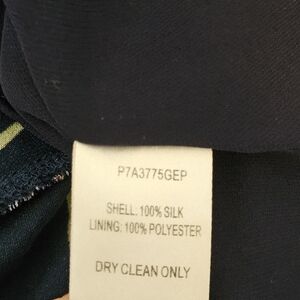 P7A3775GEP
SHELL: 100% SILK
LINING: 100% POLYESTER
DRY CLEAN ONLY